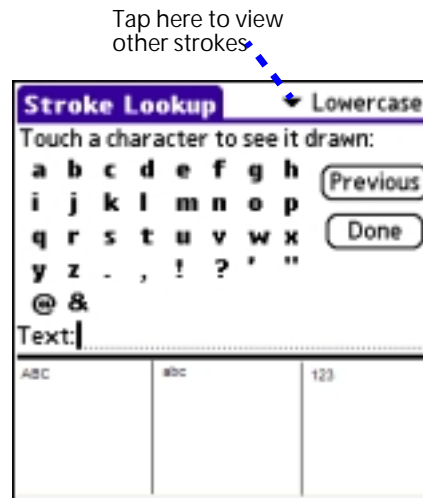 Tap here to view
other strokes
Stroke Lookup Lowercase
Touch a character to see it drawn:
a b c d e f g h
Previous
i j k l m n o p
q r s t u v w x
Done
y z . , ! ? ' "
@ &
Text:
ABC abc 123